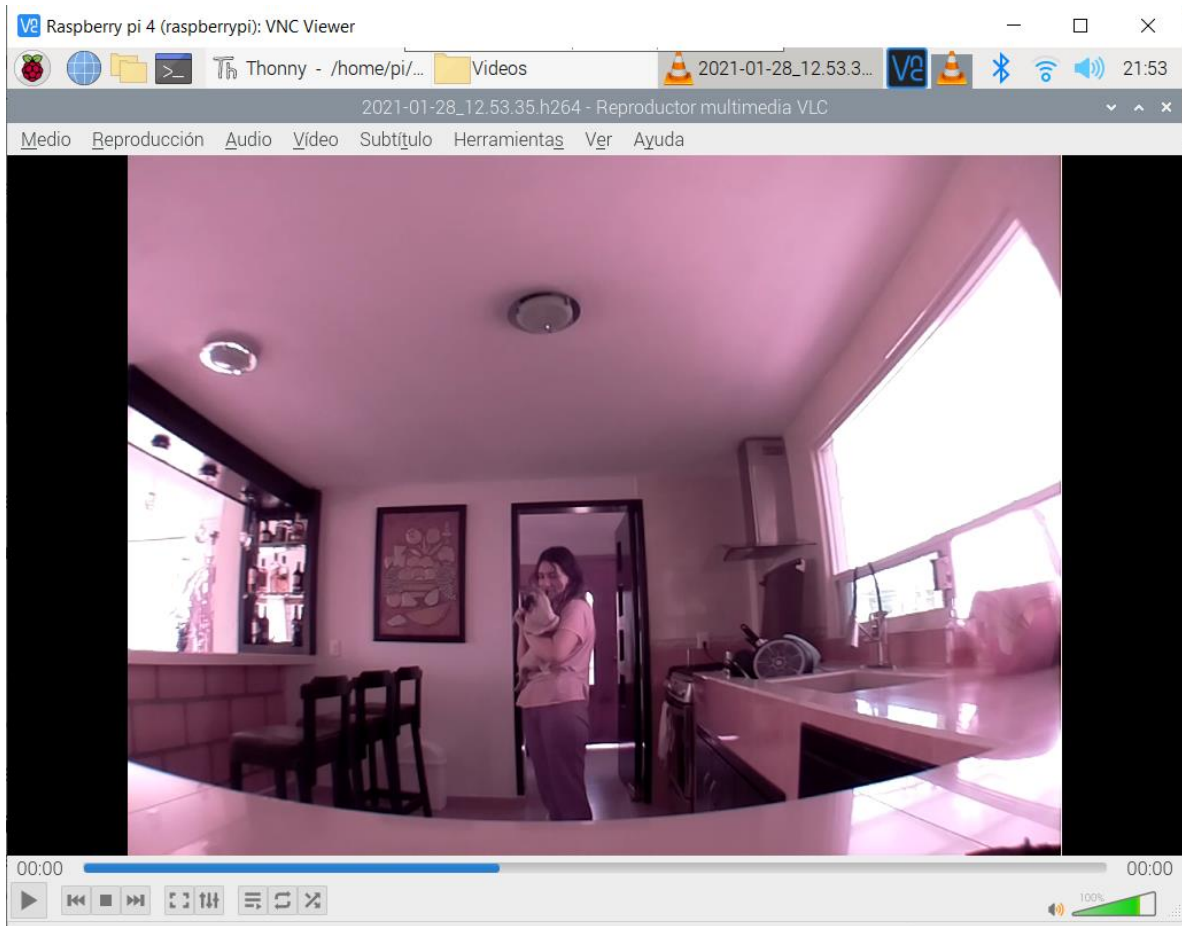 Raspberry pi 4 (raspberrypi): VNC Viewer
Thonny - /home/pi/... Videos 2021-01-28_12.53.3... 21:53
2021-01-28_12.53.35.h264 - Reproductor multimedia VLC
Medio Reproducción Audio Vídeo Subtítulo Herramientas Ver Ayuda
00:00 00:00
100%